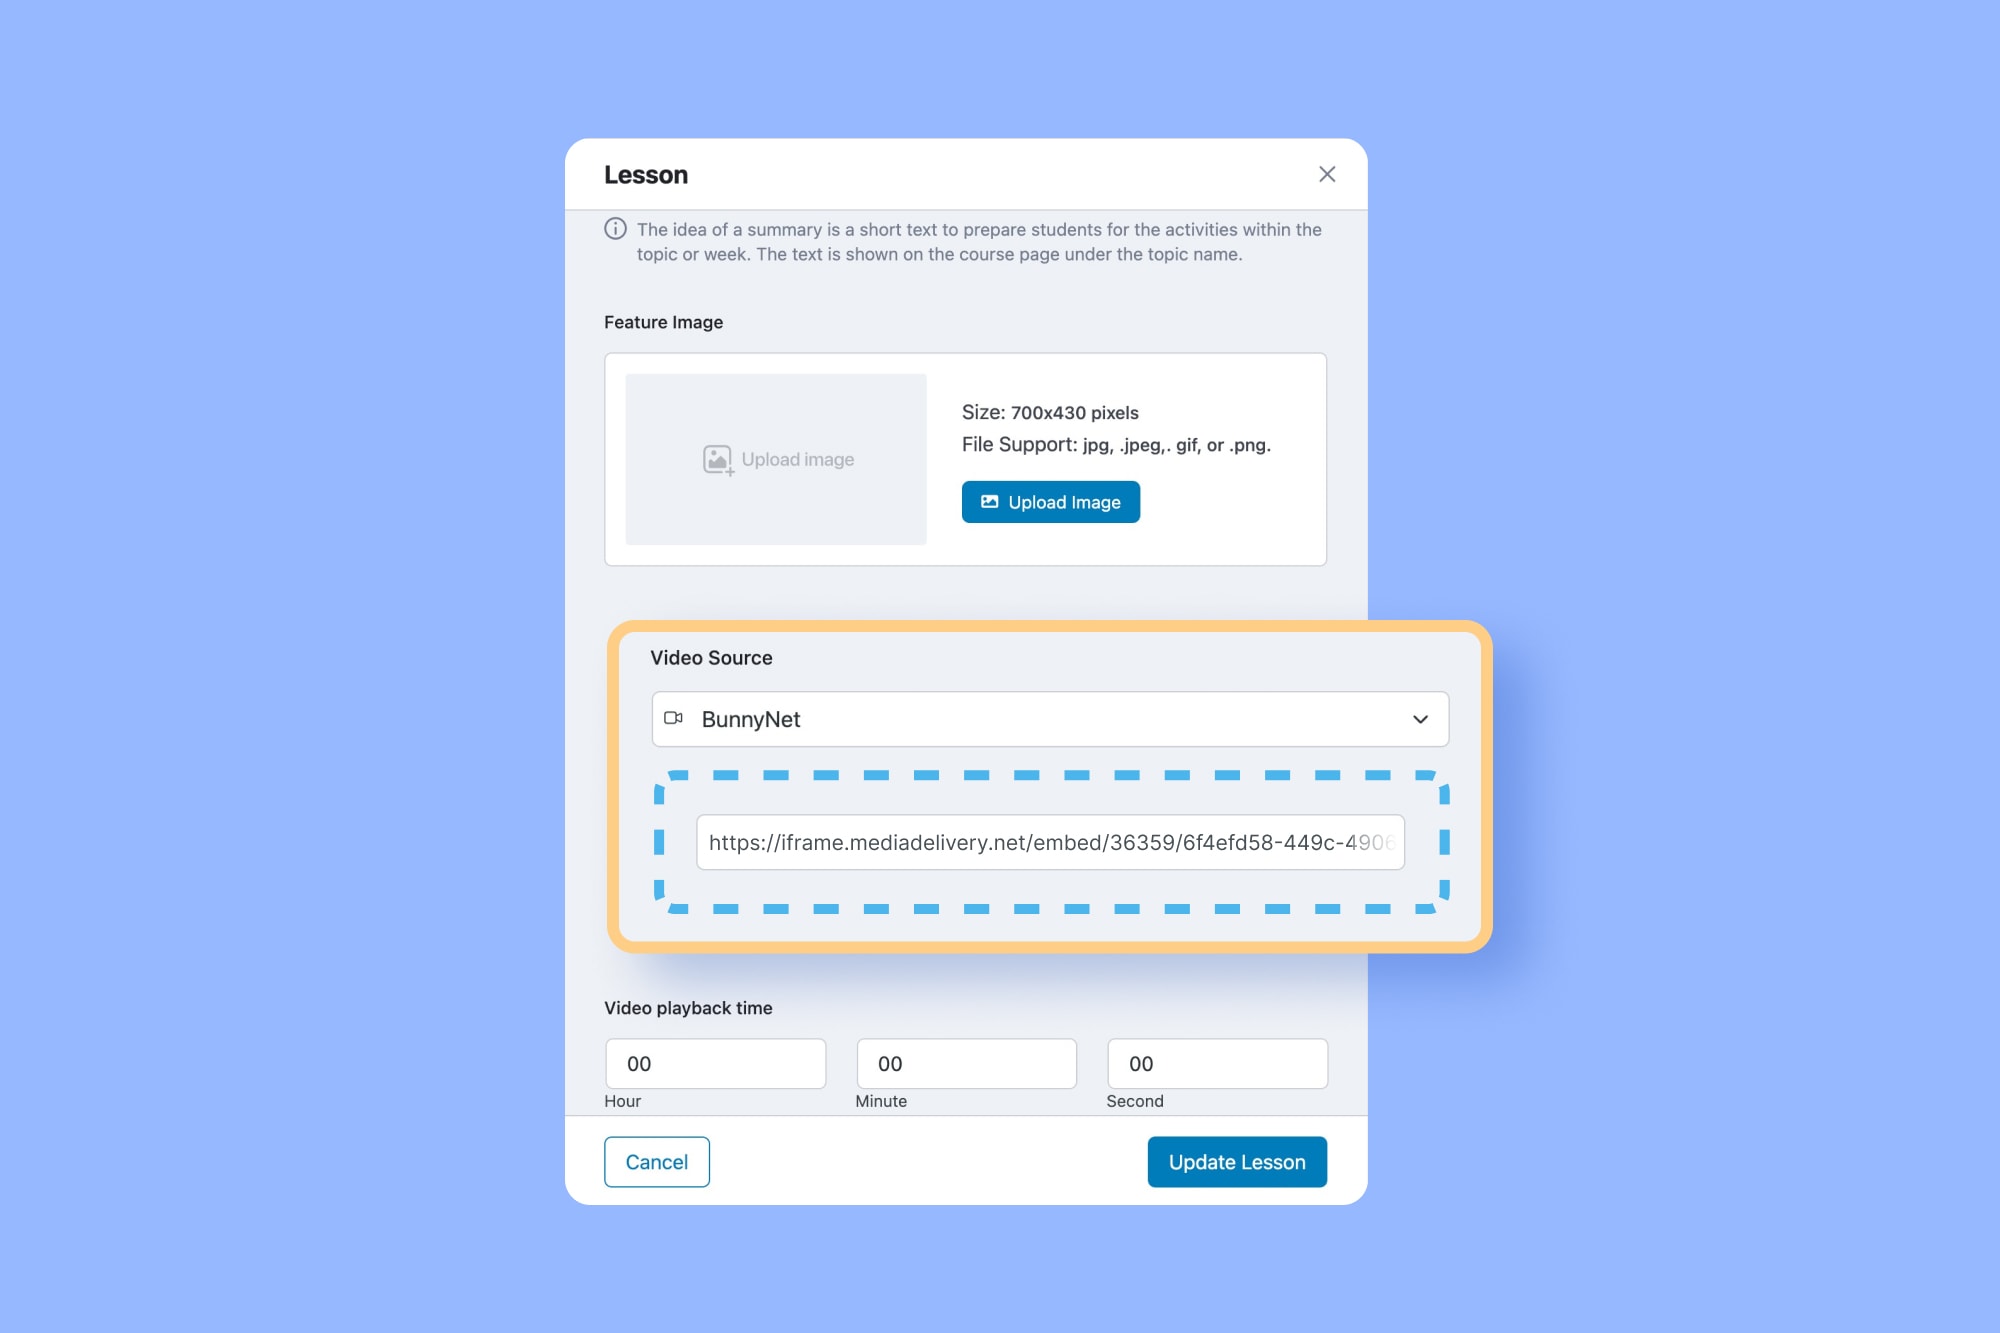 Lesson
The idea of a summary is a short text to prepare students for the activities within the
topic or week. The text is shown on the course page under the topic name.
Feature Image
Upload image
Size: 700x430 pixels
File Support: jpg, .jpeg,. gif, or .png.
Upload Image
Video Source
BunnyNet
https://iframe.mediadelivery.net/embed/36359/6f4efd58-449c-4906
Video playback time
00
00
00
Hour
Minute
Second
Cancel
Update Lesson